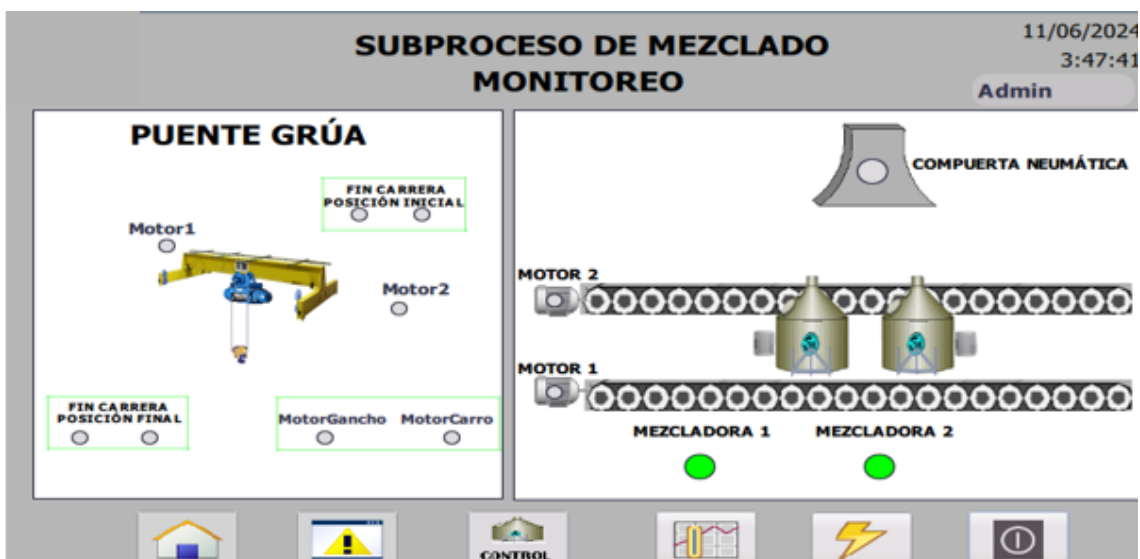 SUBPROCESO DE MEZCLADO
MONITOREO
11/06/2024
3:47:41
Admin
PUENTE GRÚA
FIN CARRERA
POSICIÓN INICIAL
Motor1
Motor2
FIN CARRERA
POSICIÓN FINAL
MotorGancho MotorCarro
COMPUERTA NEUMÁTICA
MOTOR 2
MOTOR 1
MEZCLADORA 1 MEZCLADORA 2
CONTROL